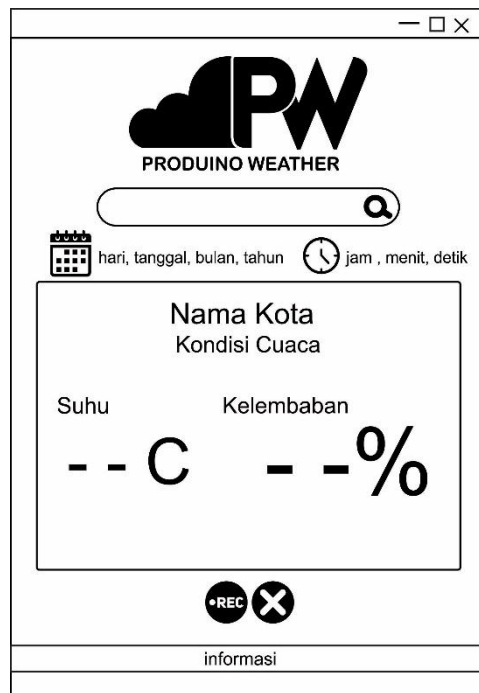 PW
PRODUINO WEATHER
hari, tanggal, bulan, tahun
jam , menit, detik
Nama Kota
Kondisi Cuaca
Suhu
Kelembaban
- - C
- -%
•REC
informasi